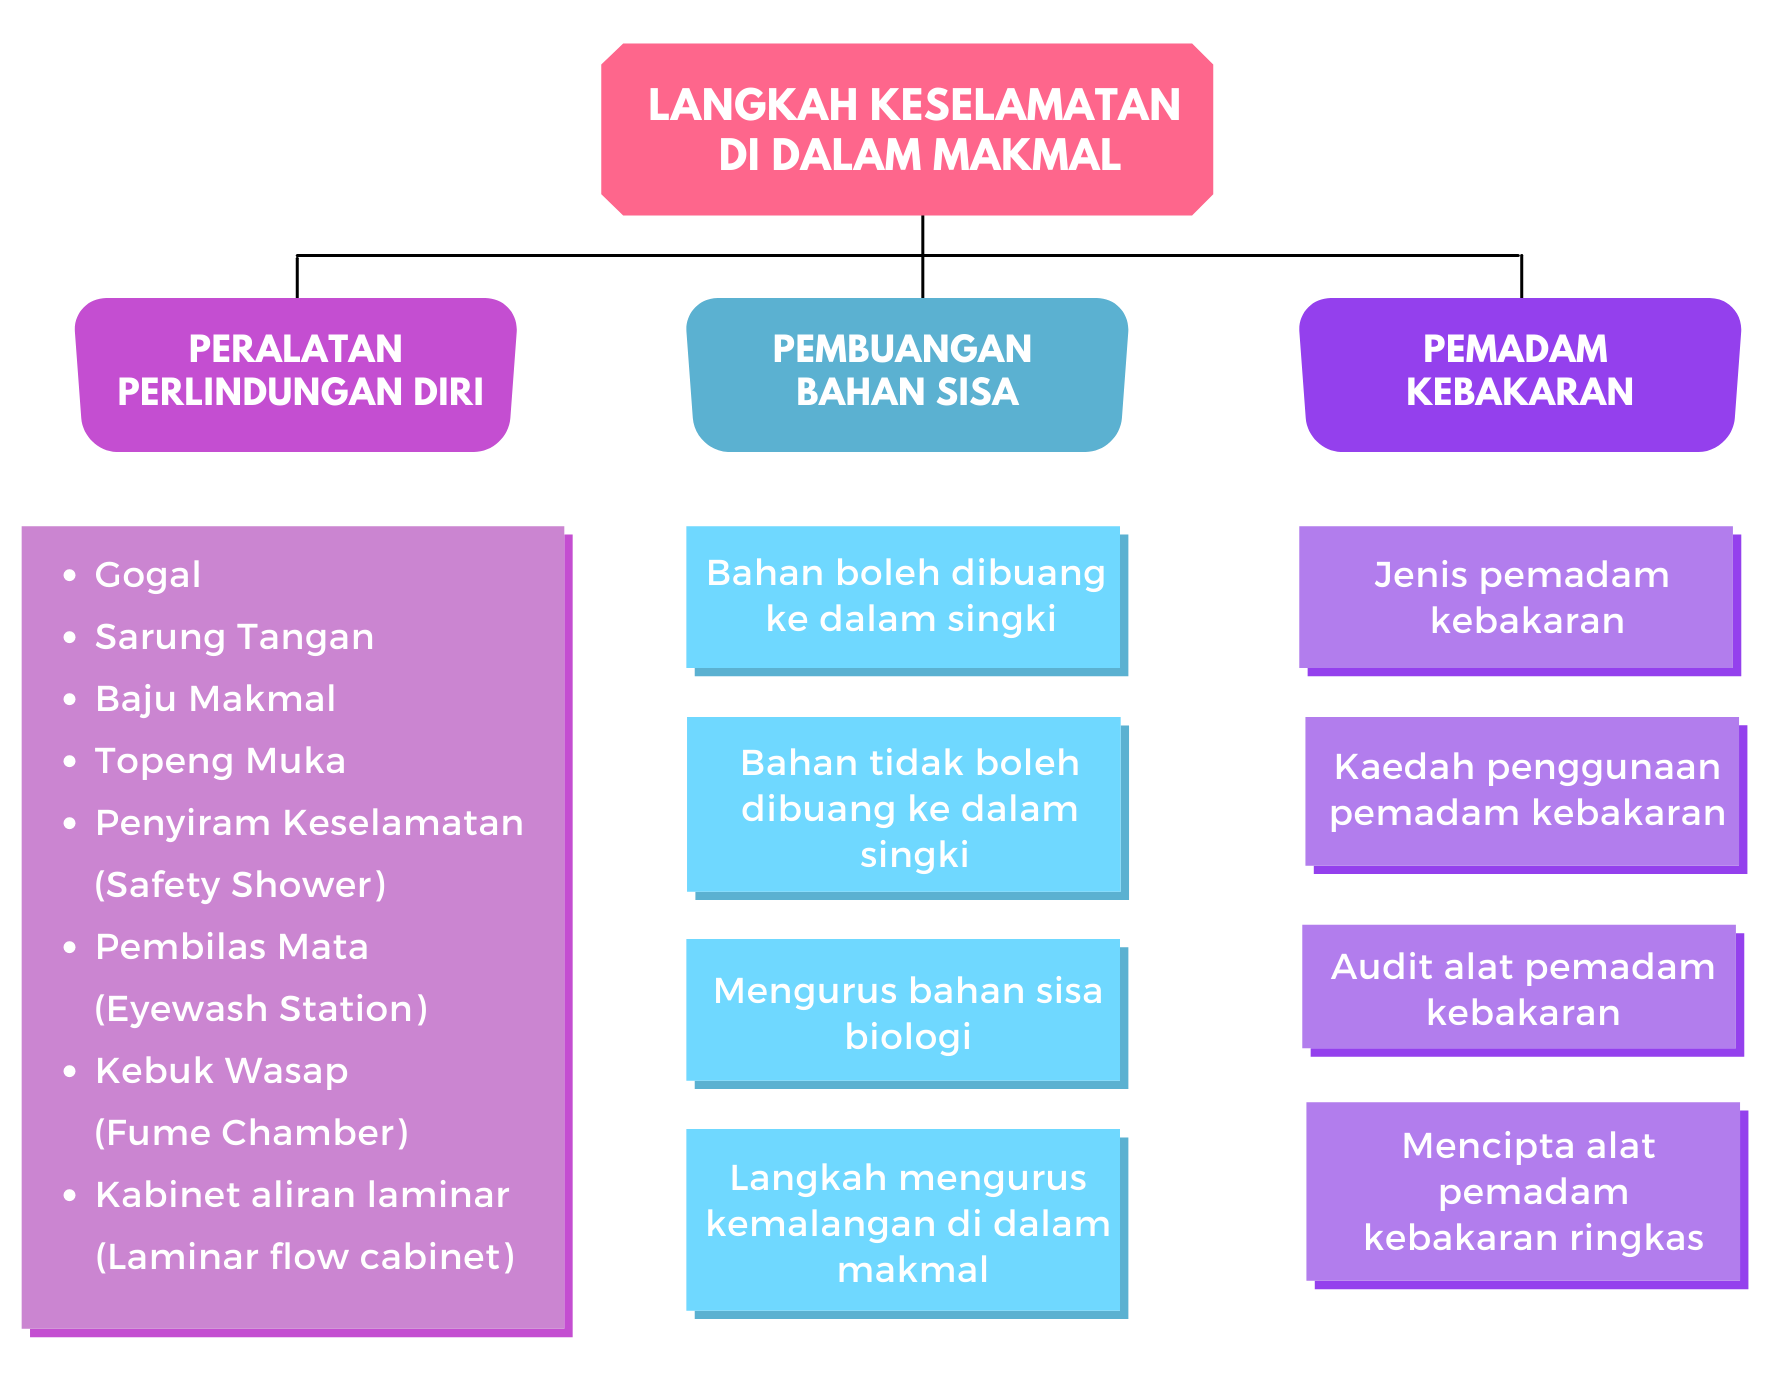 LANGKAH KESELAMATAN
DI DALAM MAKMAL
PERALATAN
PERLINDUNGAN DIRI
• Gogal
• Sarung Tangan
• Baju Makmal
• Topeng Muka
• Penyiram Keselamatan
(Safety Shower)
• Pembilas Mata
(Eyewash Station)
• Kebuk Wasap
(Fume Chamber)
• Kabinet aliran laminar
(Laminar flow cabinet)
PEMBUANGAN
BAHAN SISA
Bahan boleh dibuang
ke dalam singki
Bahan tidak boleh
dibuang ke dalam
singki
Mengurus bahan sisa
biologi
Langkah mengurus
kemalangan di dalam
makmal
PEMADAM
KEBAKARAN
Jenis pemadam
kebakaran
Kaedah penggunaan
pemadam kebakaran
Audit alat pemadam
kebakaran
Mencipta alat
pemadam
kebakaran ringkas